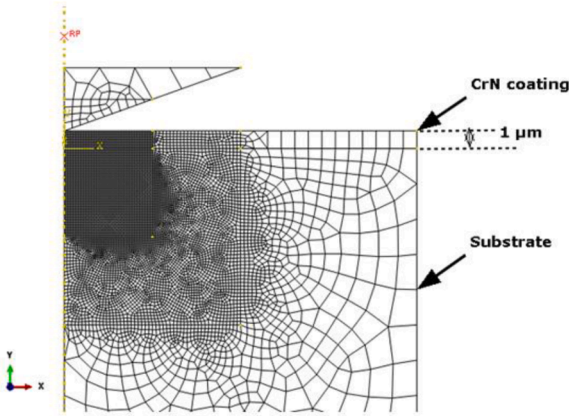 RP
CrN coating
1 μm
X
Substrate
Y
X